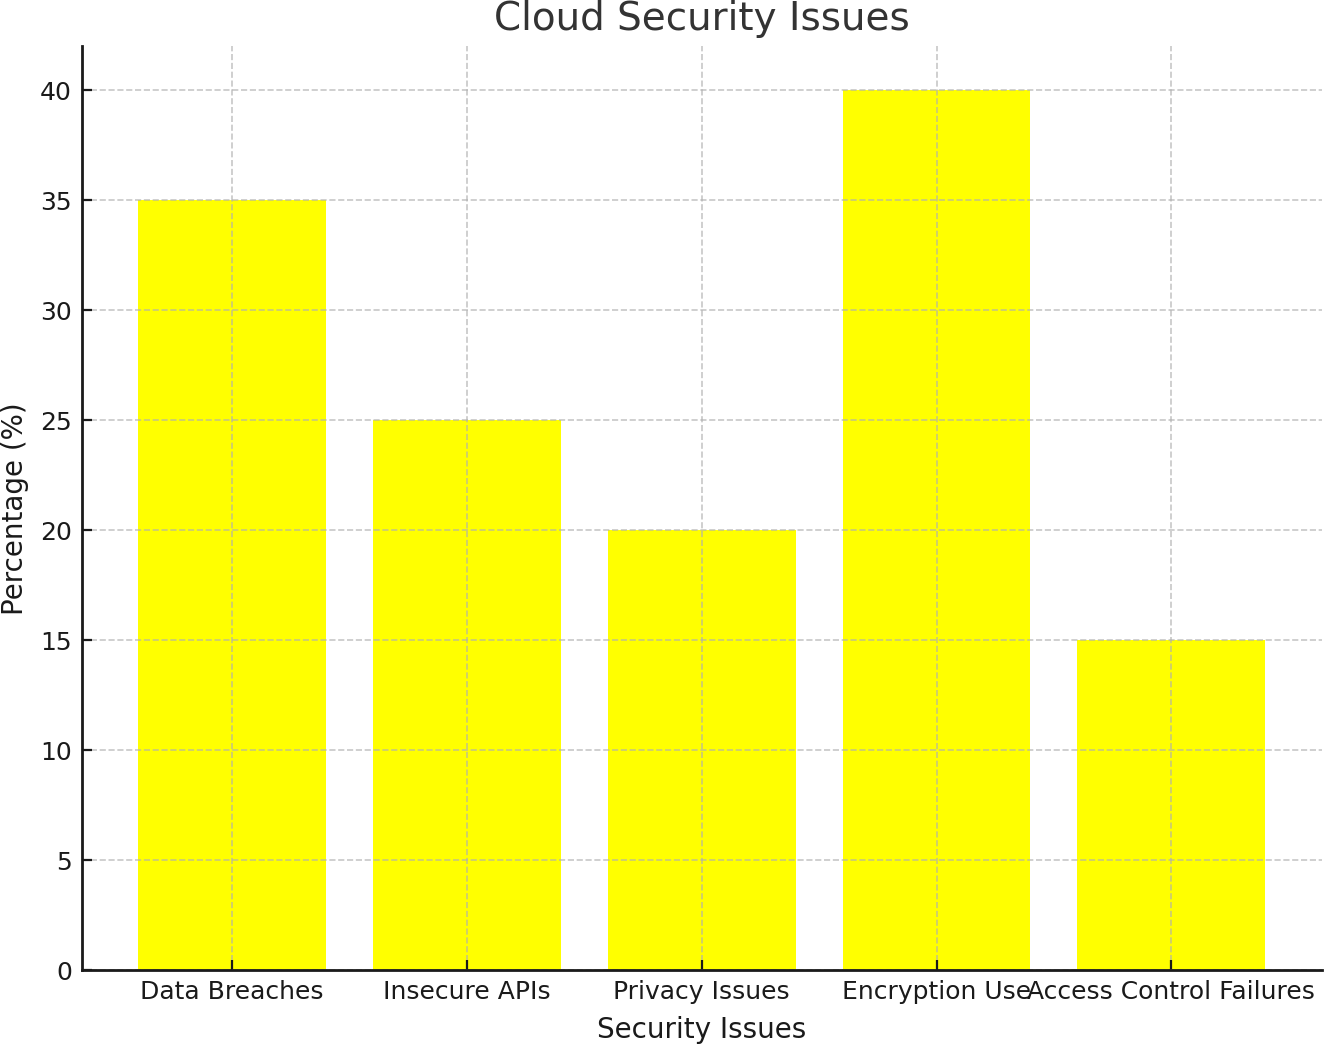 Cloud Security Issues
40
35
30
25
20
15
10
5
0
Percentage (%)
Data Breaches
Insecure APIs
Privacy Issues
Encryption Use
Access Control Failures
Security Issues